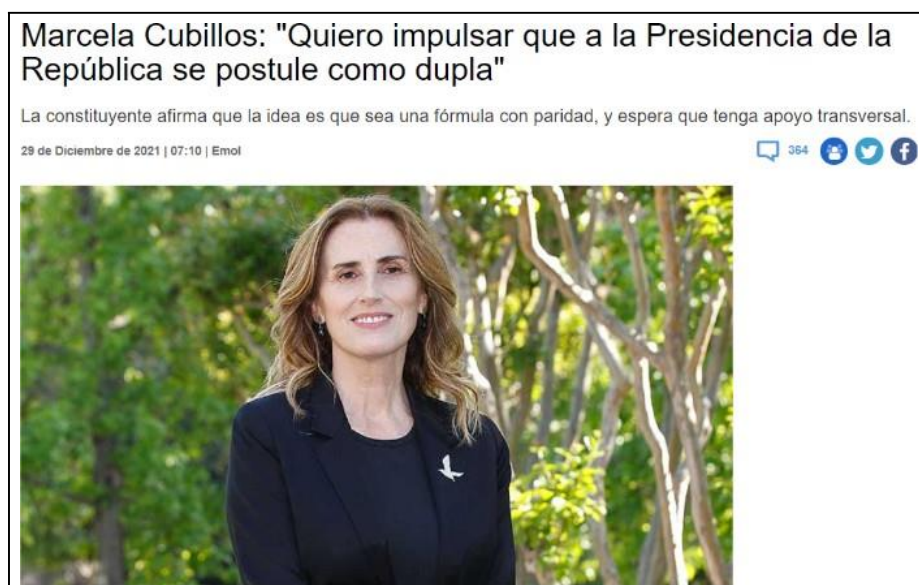 Marcela Cubillos: "Quiero impulsar que a la Presidencia de la
República se postule como dupla"
La constituyente afirma que la idea es que sea una fórmula con paridad, y espera que tenga apoyo transversal.
29 de Diciembre de 2021 | 07:10 | Emol
364